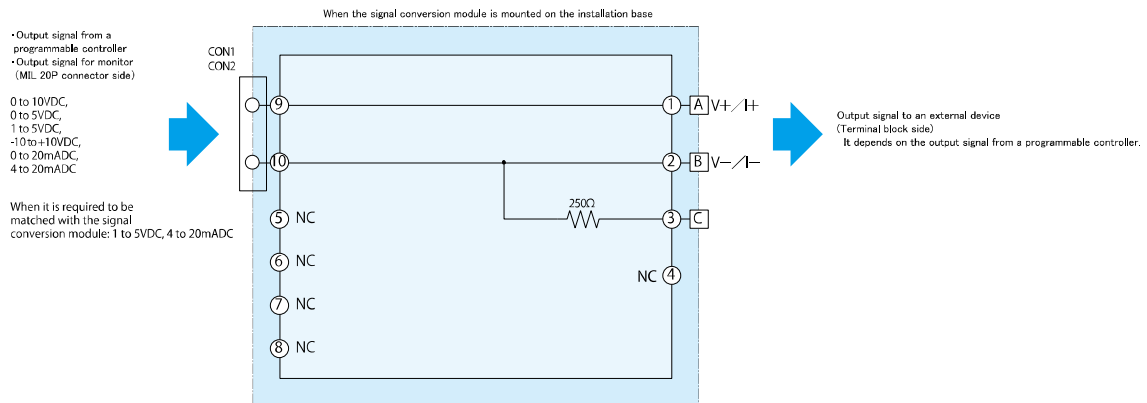 When the signal conversion module is mounted on the installation base
・Output signal from a
programmable controller
・Output signal for monitor
(MIL 20P connector side)
0 to 10VDC,
0 to 5VDC,
1 to 5VDC,
-10 to+10VDC,
0 to 20mADC,
4 to 20mADC
When it is required to be
matched with the signal
conversion module: 1 to 5VDC, 4 to 20mADC
CON1
CON2
9
10
5 NC
6 NC
7 NC
8 NC
250Ω
1 A V+/I+
2 B V-/I-
3 C
NC 4
Output signal to an external device
(Terminal block side)
It depends on the output signal from a programmable controller.